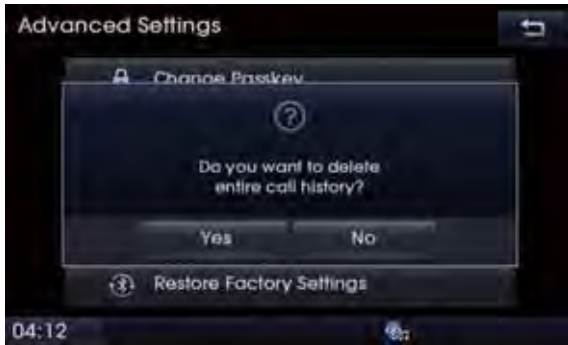 Advanced Settings
Change Passkey
Do you want to delete
entire call history?
Yes
No
Restore Factory Settings
04:12